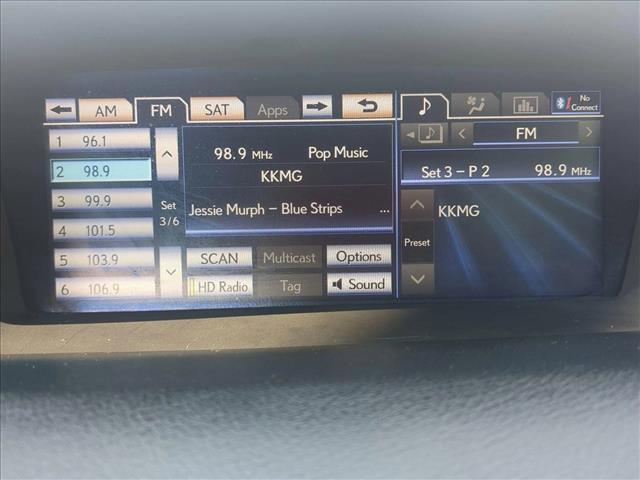 AM FM SAT Apps
No Connect
1 96.1
2 98.9
3 99.9
4 101.5
5 103.9
6 106.9
Set
3/6
98.9 MHz Pop Music
KKMG
Jessie Murph – Blue Strips ...
SCAN Multicast Options
HD Radio Tag Sound
FM
Set 3 – P 2 98.9 MHz
KKMG
Preset